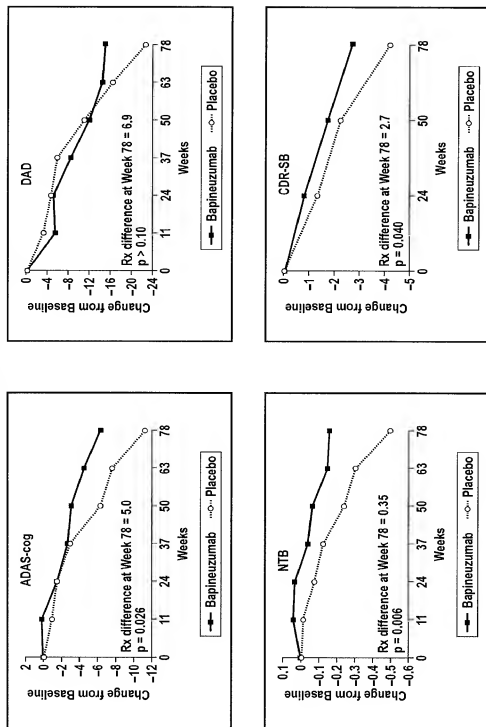 ADAS-cog
Change from Baseline
2
0
-2
-4
-6
-8
-10
-12
Rx difference at Week 78 = 5.0
p = 0.026
0 11 24 37 50 63 78
Weeks
Bapineuzumab Placebo
DAD
Change from Baseline
0
-4
-8
-12
-16
-20
-24
Rx difference at Week 78 = 6.9
p > 0.10
0 11 24 37 50 63 78
Weeks
Bapineuzumab Placebo
NTB
Change from Baseline
0.1
0
-0.1
-0.2
-0.3
-0.4
-0.5
-0.6
Rx difference at Week 78 = 0.35
p = 0.006
0 11 24 37 50 63 78
Weeks
Bapineuzumab Placebo
CDR-SB
Change from Baseline
0
-1
-2
-3
-4
-5
Rx difference at Week 78 = 2.7
p = 0.040
0 24 50 78
Weeks
Bapineuzumab Placebo